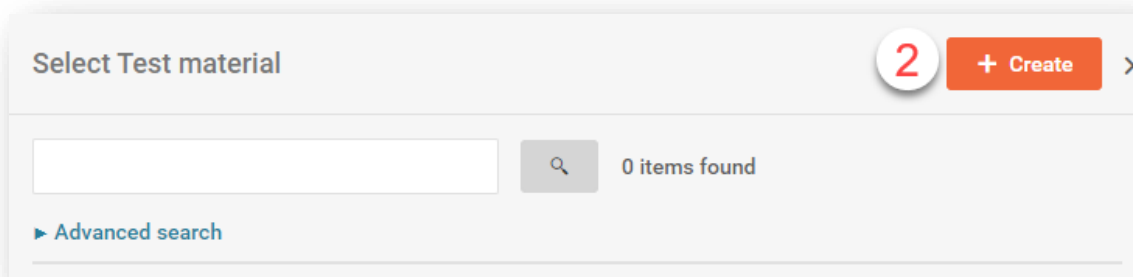 Select Test material
2
+ Create
0 items found
► Advanced search